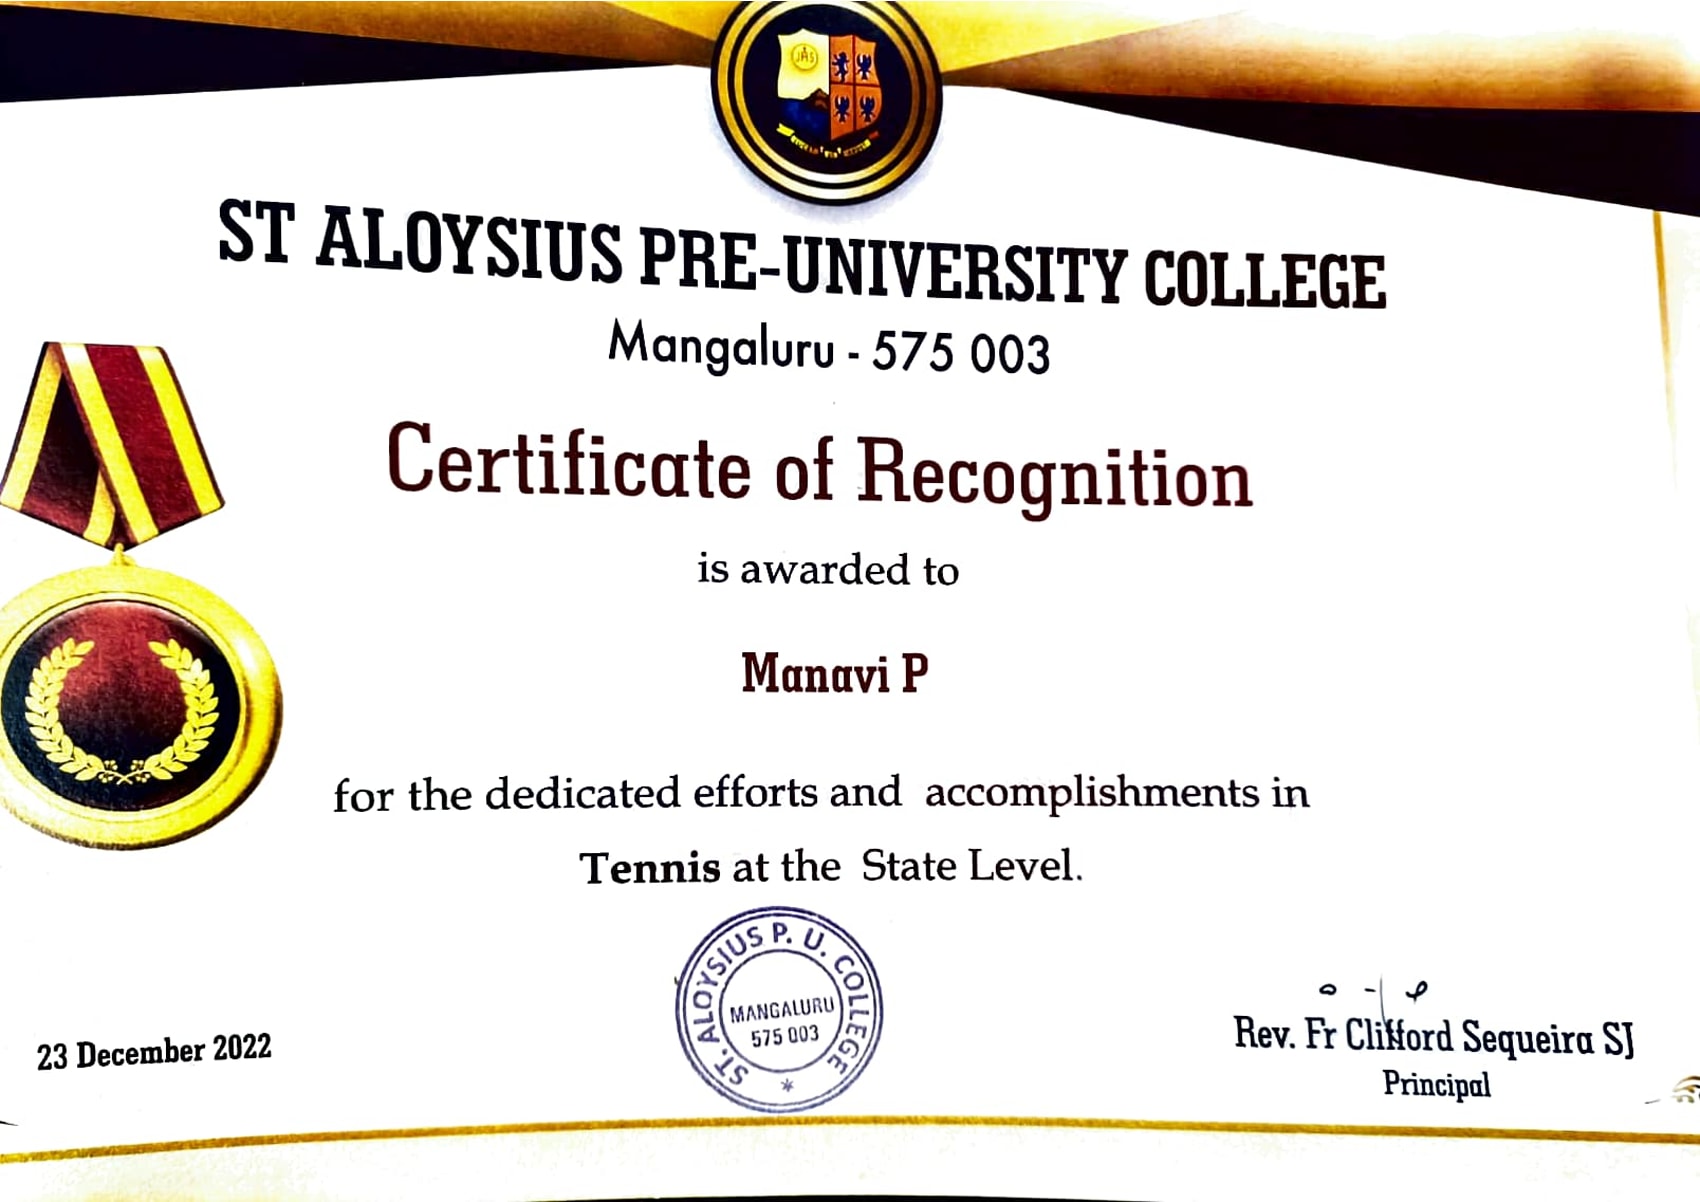 JHS
ST ALOYSIUS PRE-UNIVERSITY COLLEGE
Mangaluru - 575 003
Certificate of Recognition
is awarded to
Manavi P
for the dedicated efforts and accomplishments in
Tennis at the State Level.
ST. ALOYSIUS P. U. COLLEGE
MANGALURU
575 003
23 December 2022
Rev. Fr Clifford Sequeira SJ
Principal